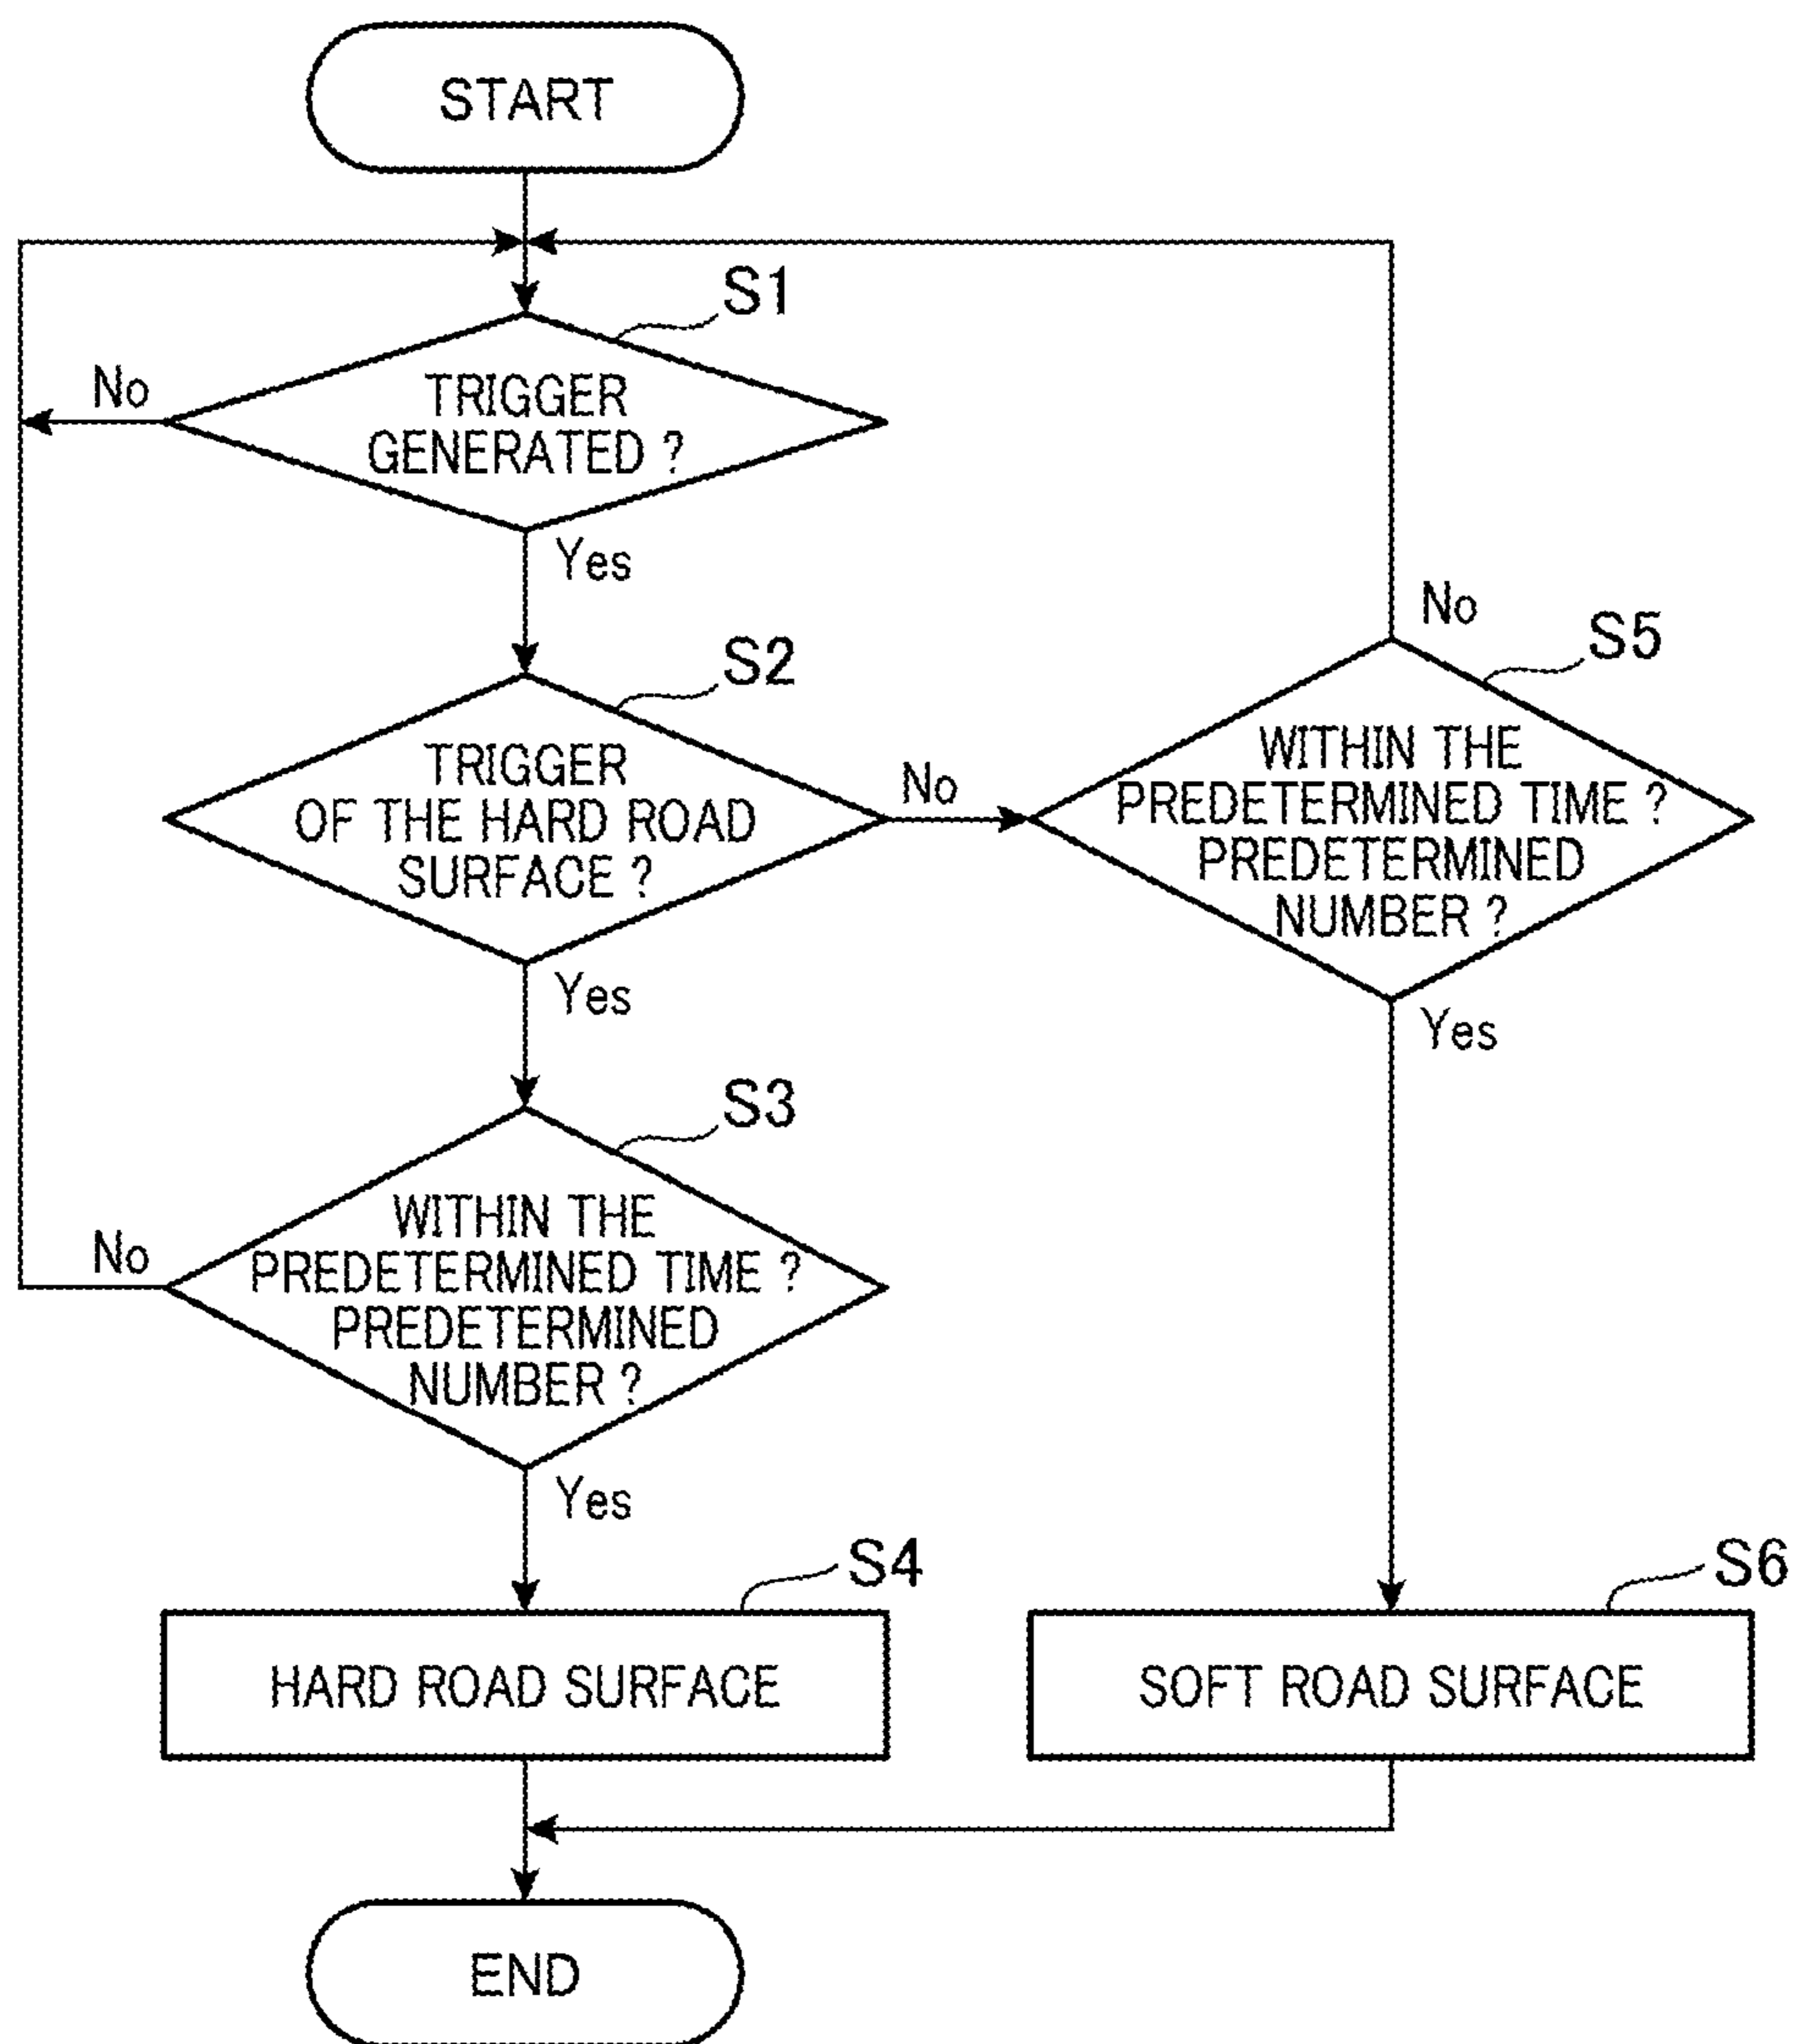 START
S1
TRIGGER
GENERATED ?
No
Yes
S2
TRIGGER
OF THE HARD ROAD
SURFACE ?
No
Yes
S5
No
WITHIN THE
PREDETERMINED TIME ?
PREDETERMINED
NUMBER ?
Yes
S3
WITHIN THE
PREDETERMINED TIME ?
PREDETERMINED
NUMBER ?
No
Yes
S4
HARD ROAD SURFACE
S6
SOFT ROAD SURFACE
END